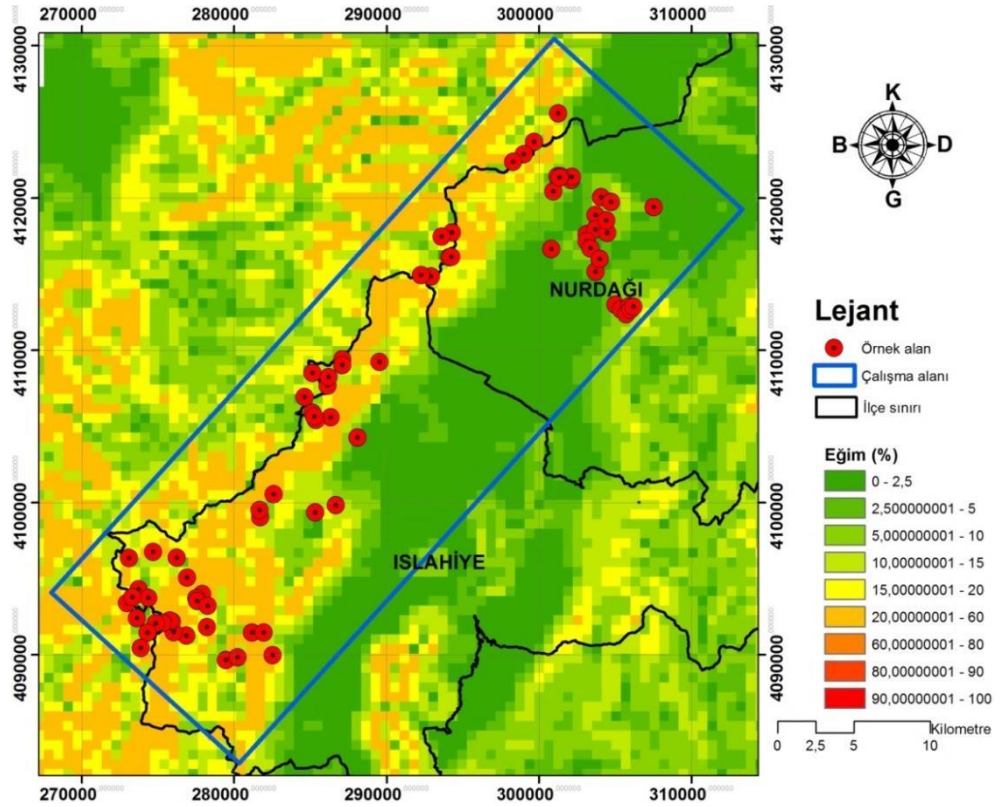 270000 280000 290000 300000 310000
4130000
4120000
4110000
4100000
4090000
NURDAĞI
ISLAHİYE
4130000
4120000
4110000
4100000
4090000
270000 280000 290000 300000 310000
K
B D
G
Lejant
Örnek alan
Çalışma alanı
İlçe sınırı
Eğim (%)
0 - 2,5
2,500000001 - 5
5,000000001 - 10
10,00000001 - 15
15,00000001 - 20
20,00000001 - 60
60,00000001 - 80
80,00000001 - 90
90,00000001 - 100
Kilometre
0 2,5 5 10